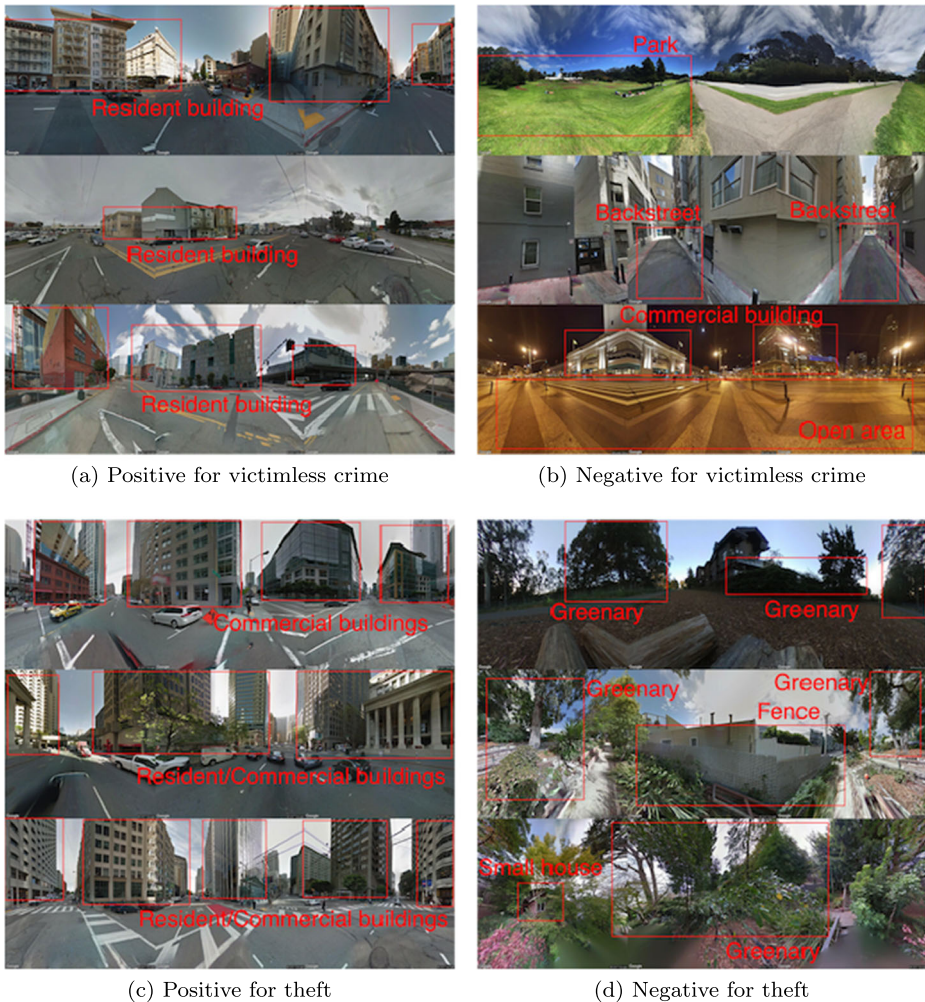 Resident building
Resident building
Resident building
(a) Positive for victimless crime
Park
Backstreet
Backstreet
Commercial building
Open area
(b) Negative for victimless crime
Commercial buildings
Resident/Commercial buildings
Resident/Commercial buildings
(c) Positive for theft
Greenary
Greenary
Greenary
Greenary
Fence
Small house
Greenary
(d) Negative for theft